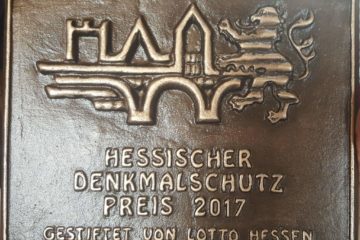 HESSISCHER
DENKMALSCHUTZ
PREIS 2017
GESTIFTET VON LOTTO HESSEN